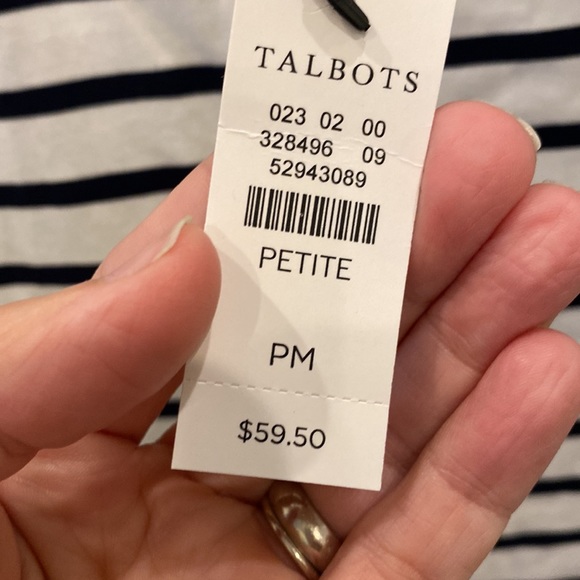 TALBOTS
023 02 00
328496 09
52943089
PETITE
PM
$59.50